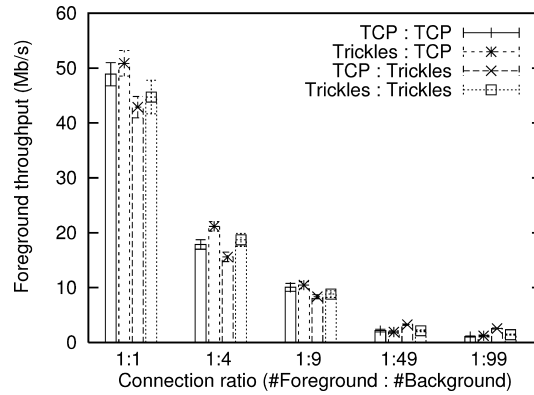 60
50
40
30
20
10
0
Foreground throughput (Mb/s)
TCP : TCP
Trickles : TCP
TCP : Trickles
Trickles : Trickles
1:1 1:4 1:9 1:49 1:99
Connection ratio (#Foreground : #Background)